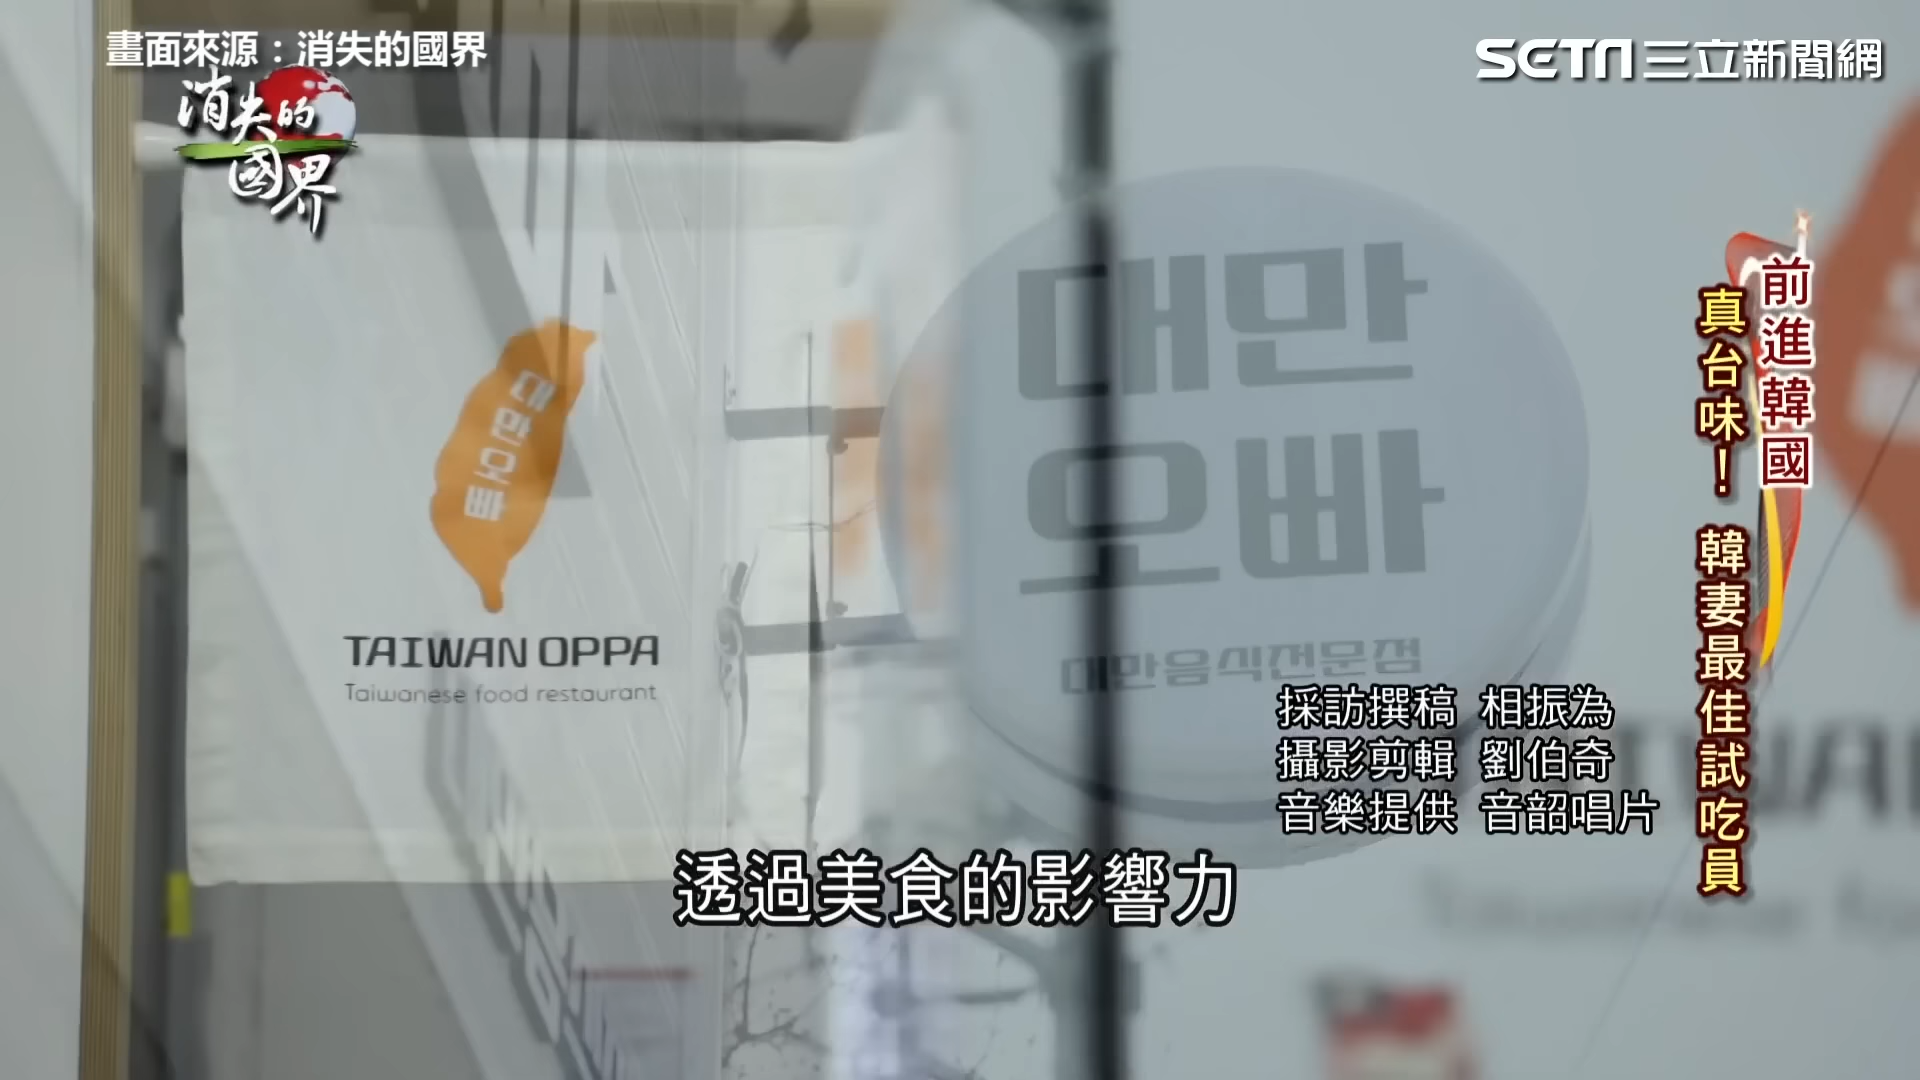 畫面來源：消失的國界
SETN三立新聞網
消失的
國界
前進韓國
真台味！ 韓妻最佳試吃員
대만오빠
TAIWAN OPPA
Taiwanese food restaurant
대만
오빠
대만음식전문점
採訪撰稿 相振為
攝影剪輯 劉伯奇
音樂提供 音韶唱片
透過美食的影響力